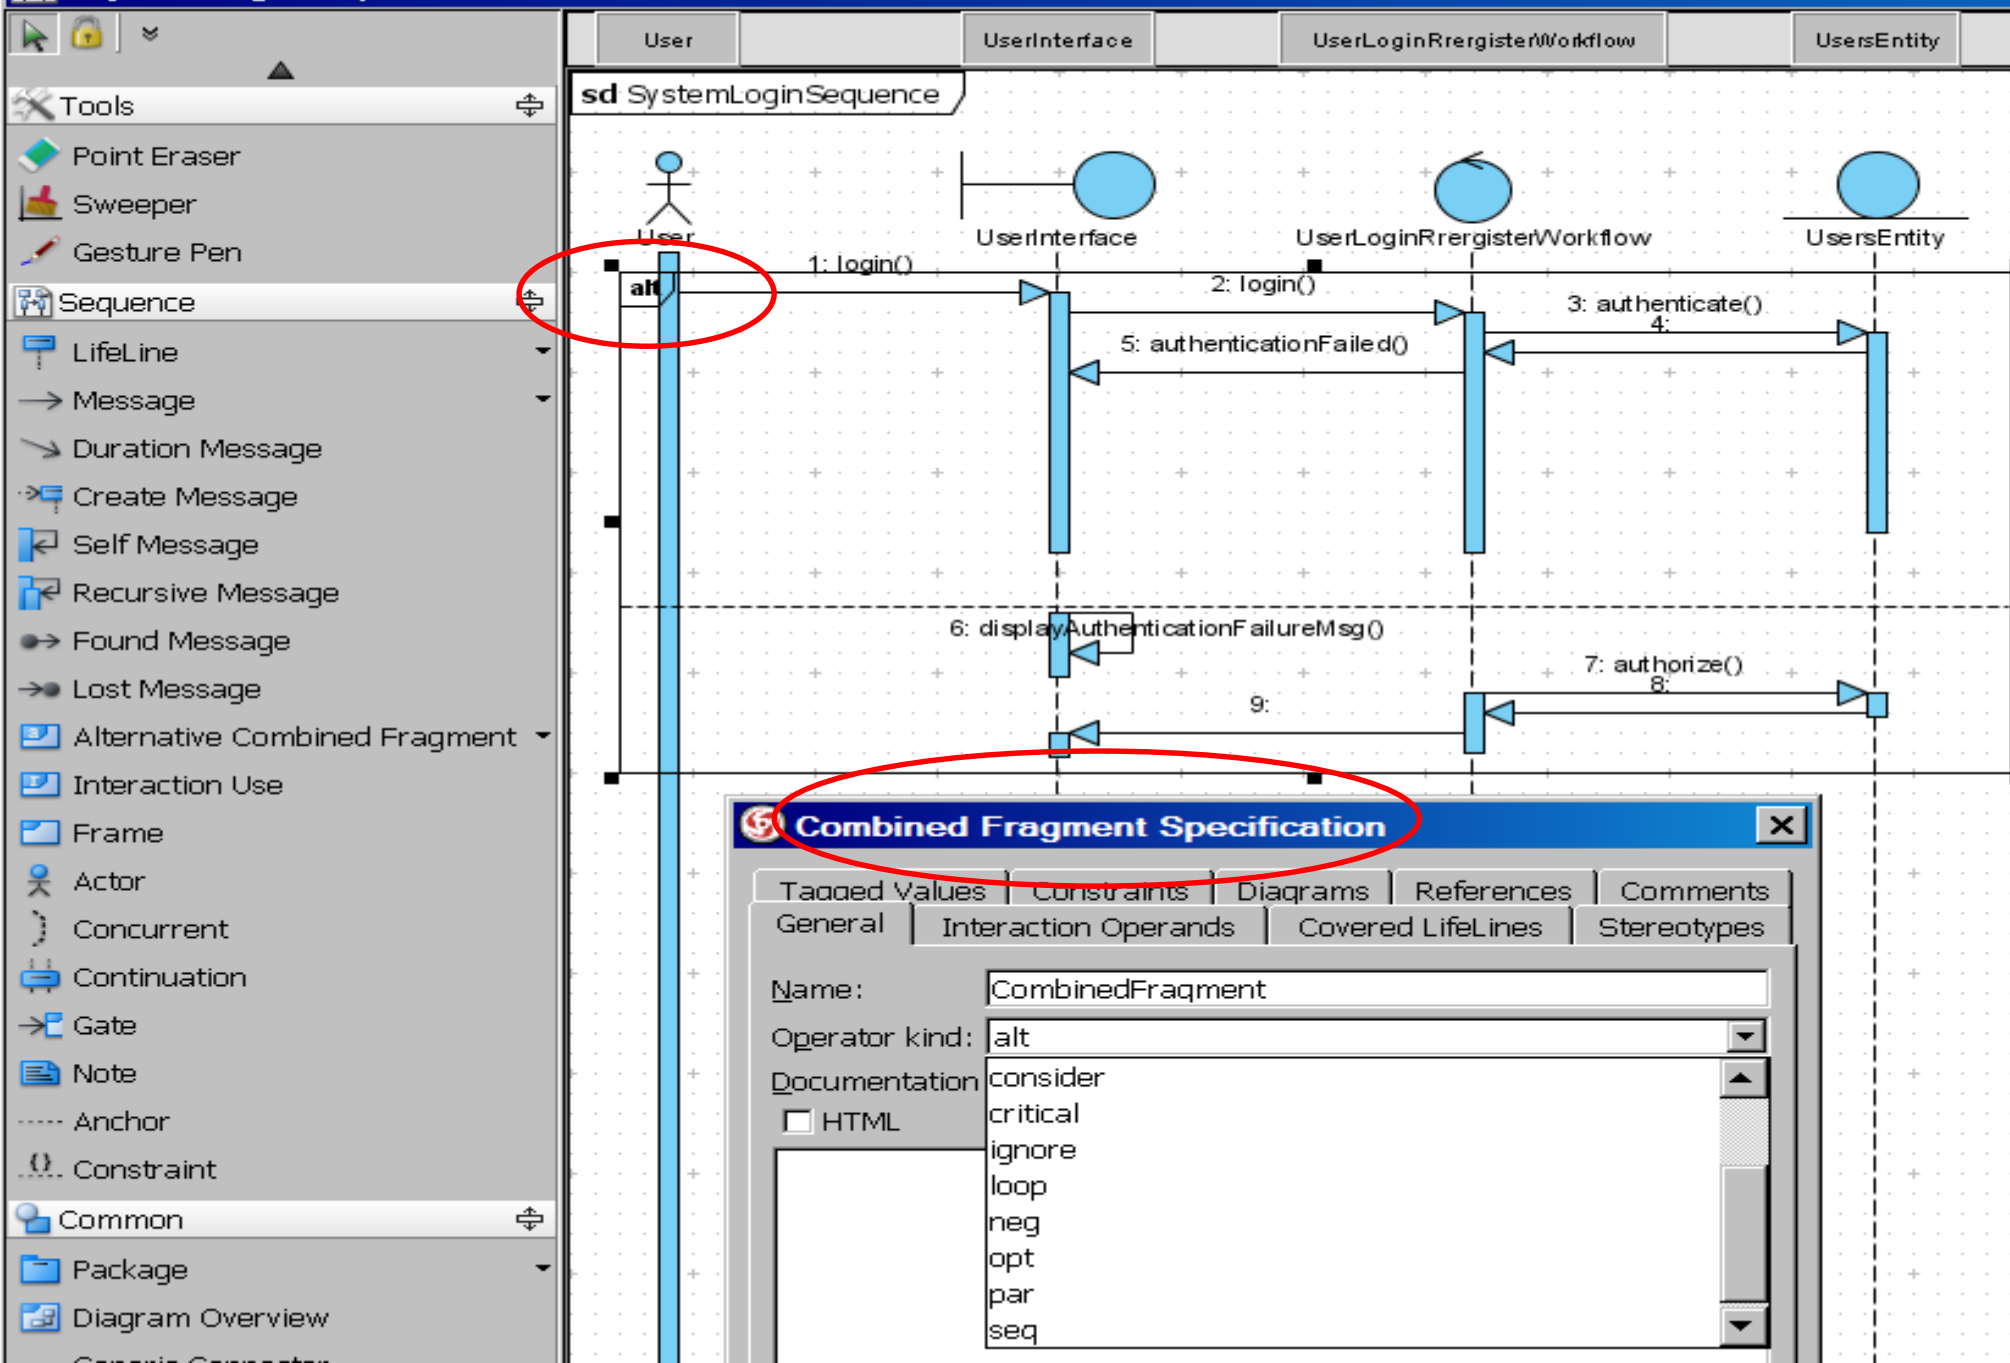 Tools
Point Eraser
Sweeper
Gesture Pen
Sequence
LifeLine
Message
Duration Message
Create Message
Self Message
Recursive Message
Found Message
Lost Message
Alternative Combined Fragment
Interaction Use
Frame
Actor
Concurrent
Continuation
Gate
Note
Anchor
Constraint
Common
Package
Diagram Overview
User
UserInterface
UserLoginRrergisterWorkflow
UsersEntity
sd SystemLoginSequence
User
UserInterface
UserLoginRrergisterWorkflow
UsersEntity
alt
1: login()
2: login()
3: authenticate()
4:
5: authenticationFailed()
6: displayAuthenticationFailureMsg()
7: authorize()
8:
9:
Combined Fragment Specification
Tagged Values
Constraints
Diagrams
References
Comments
General
Interaction Operands
Covered LifeLines
Stereotypes
Name:
CombinedFragment
Operator kind:
alt
Documentation
HTML
consider
critical
ignore
loop
neg
opt
par
seq